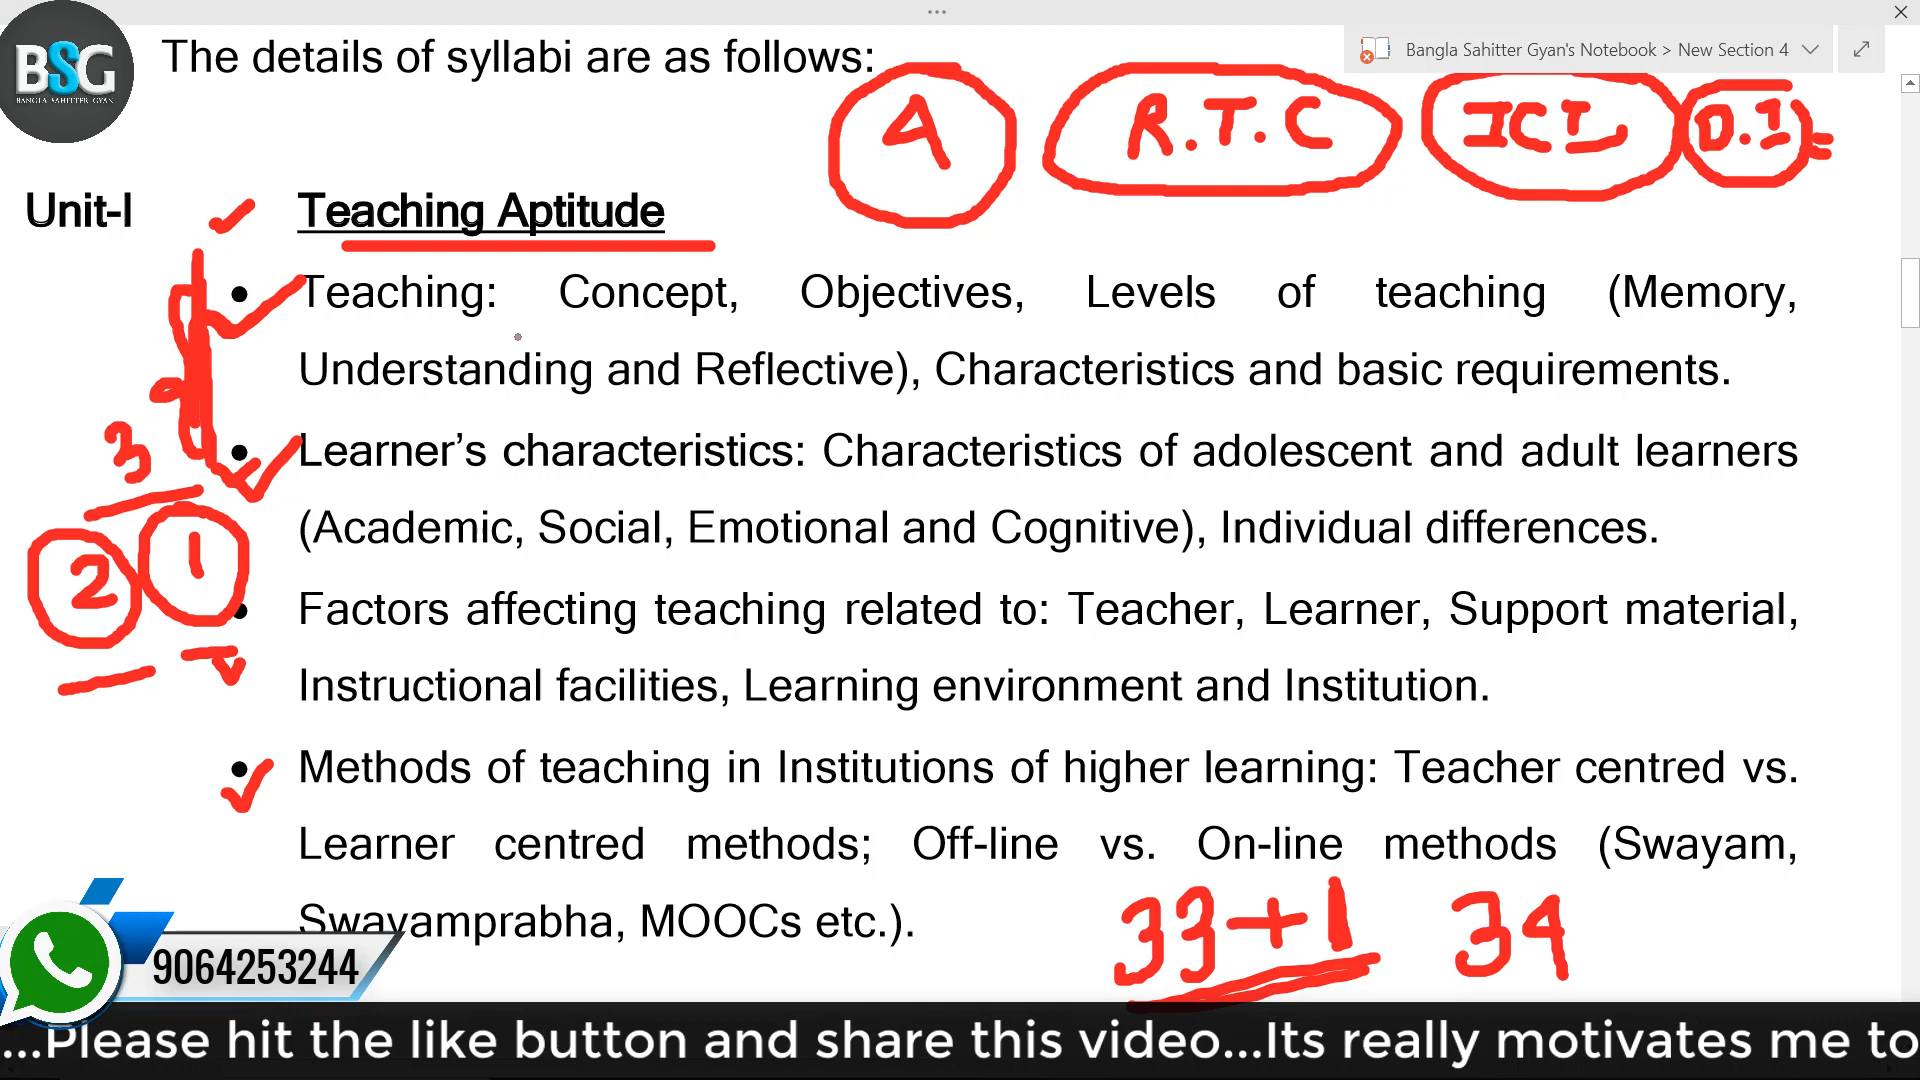 BSG
BANGLA SAHITTER GYAN
The details of syllabi are as follows:
Bangla Sahitter Gyan's Notebook > New Section 4
R.T.C
D.I
Unit-I
Teaching Aptitude
• Teaching: Concept, Objectives, Levels of teaching (Memory,
Understanding and Reflective), Characteristics and basic requirements.
• Learner's characteristics: Characteristics of adolescent and adult learners
(Academic, Social, Emotional and Cognitive), Individual differences.
3
2
1
• Factors affecting teaching related to: Teacher, Learner, Support material,
Instructional facilities, Learning environment and Institution.
• Methods of teaching in Institutions of higher learning: Teacher centred vs.
Learner centred methods; Off-line vs. On-line methods (Swayam,
Swayamprabha, MOOCs etc.).
33+1 34
9064253244
...Please hit the like button and share this video...Its really motivates me to